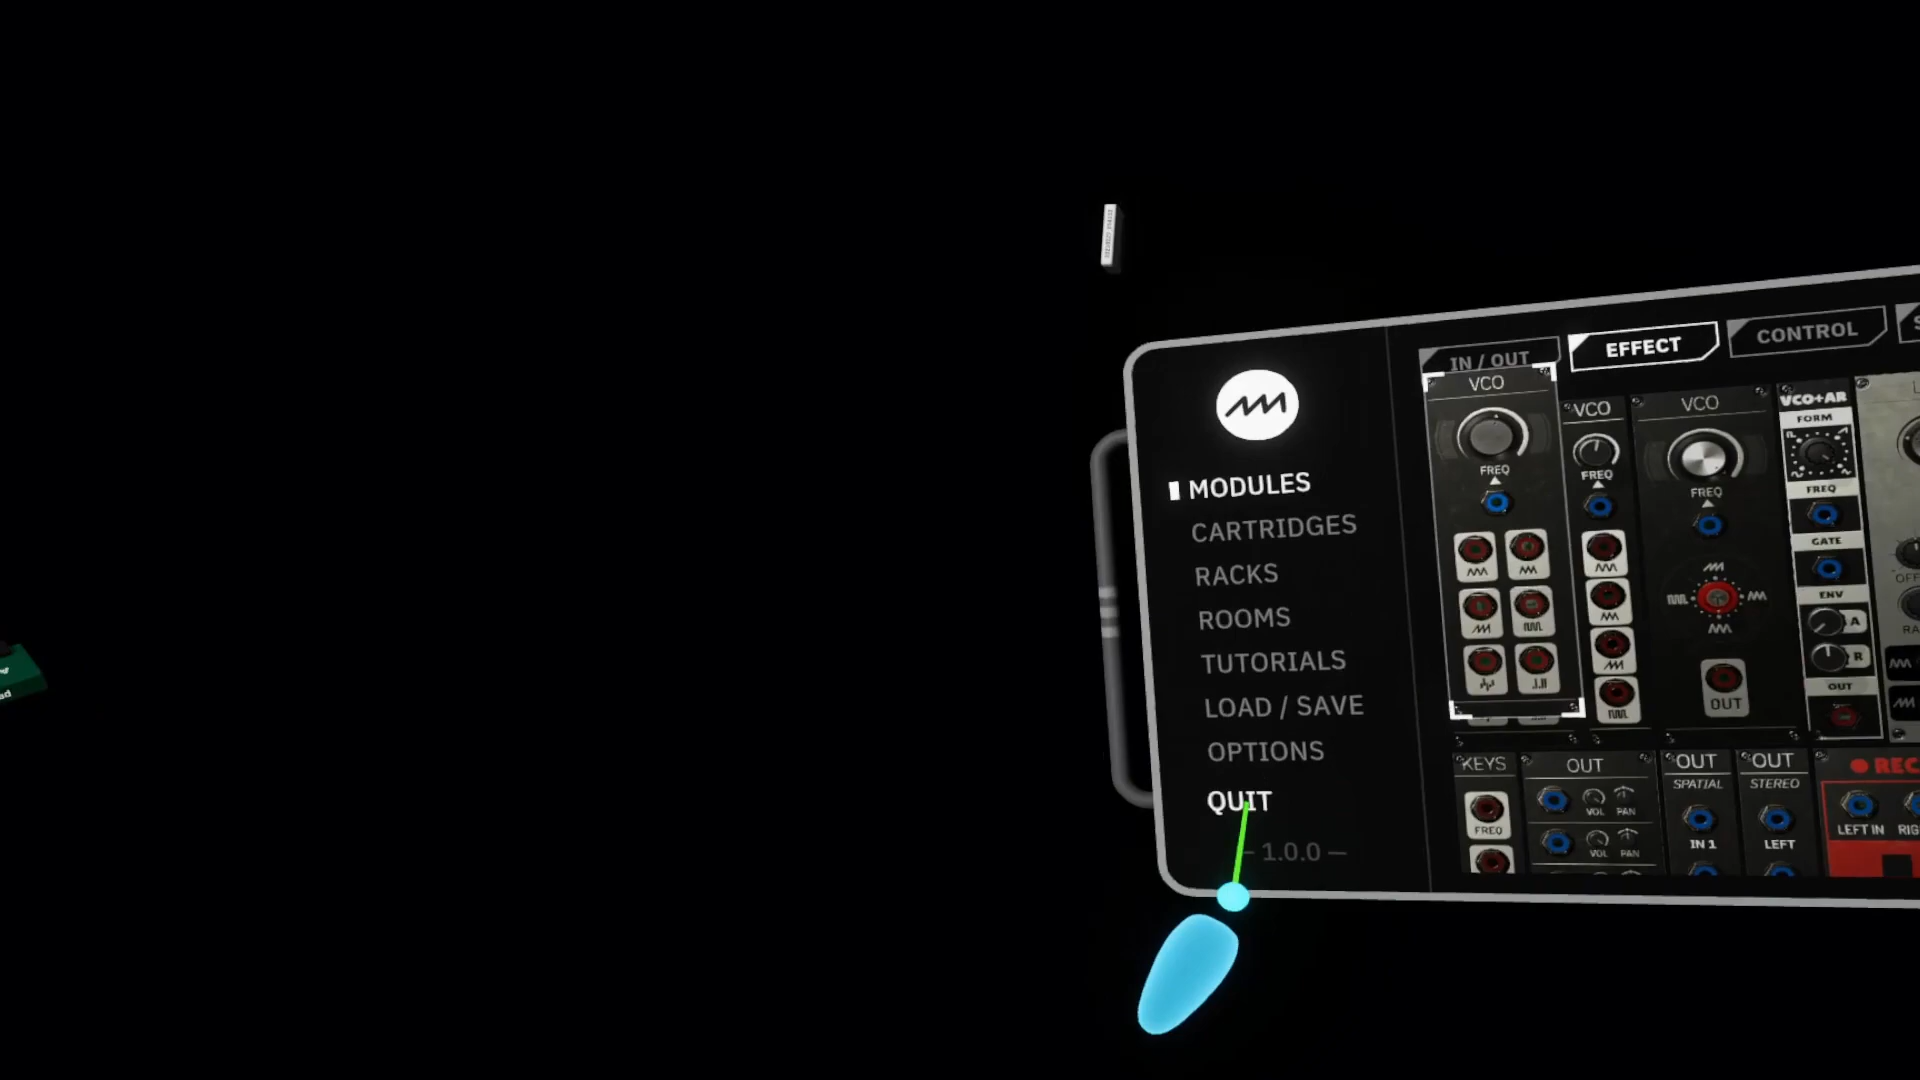 IN / OUT
EFFECT
CONTROL
MODULES
CARTRIDGES
RACKS
ROOMS
TUTORIALS
LOAD / SAVE
OPTIONS
QUIT
— 1.0.0 —
VCO
FREQ
VCO
FREQ
VCO
FREQ
OUT
VCO+AR
FORM
FREQ
GATE
ENV
A
R
OUT
KEYS
FREQ
OUT
VOL PAN
VOL PAN
OUT
SPATIAL
IN 1
OUT
STEREO
LEFT
REC
LEFT IN